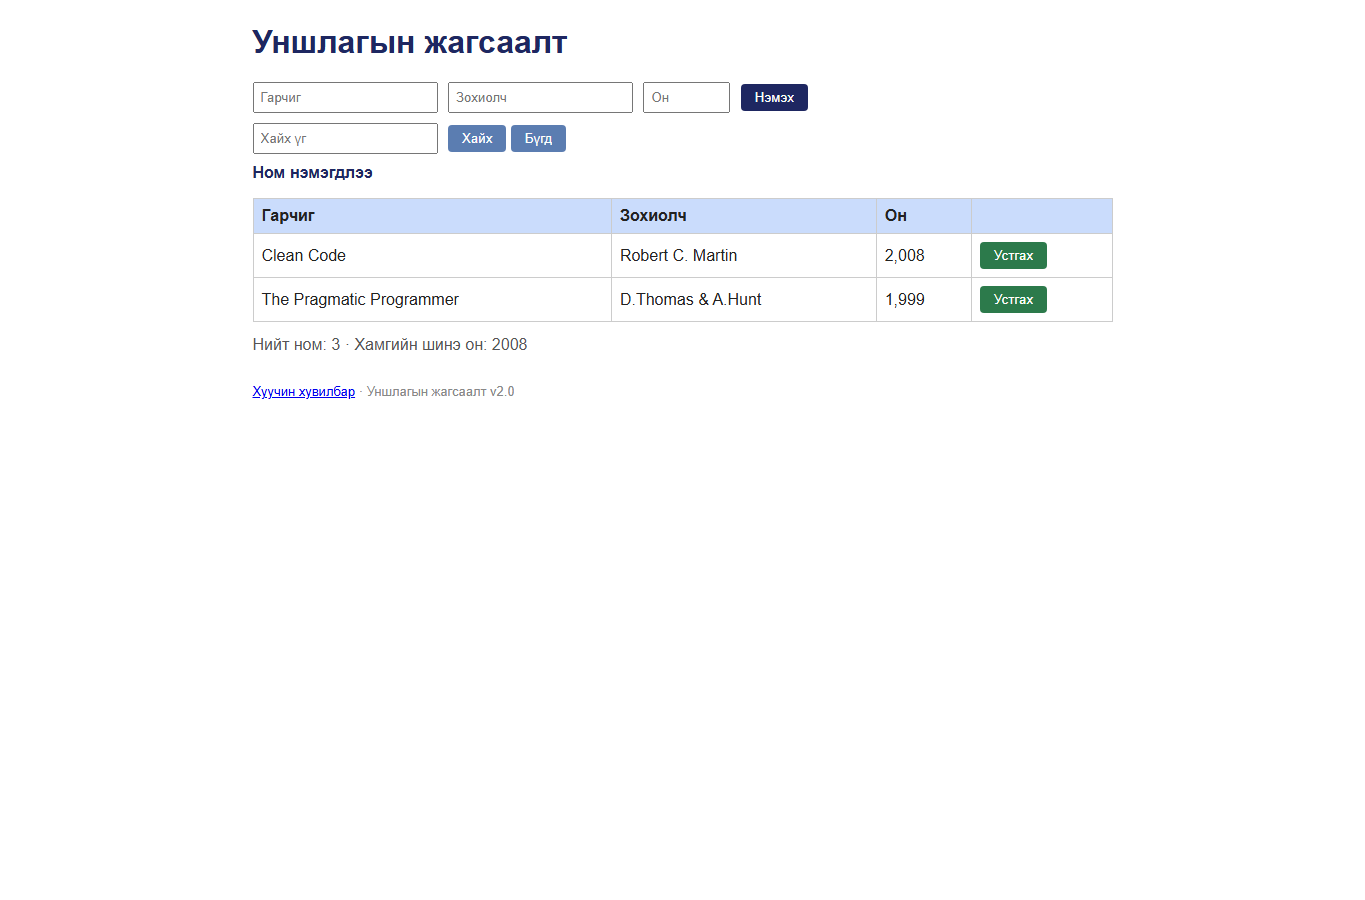 Уншлагын жагсаалт
Гарчиг Зохиолч Он Нэмэх
Хайх үг Хайх Бүгд
Ном нэмэгдлээ
Гарчиг Зохиолч Он
Clean Code Robert C. Martin 2,008 Устгах
The Pragmatic Programmer D.Thomas & A.Hunt 1,999 Устгах
Нийт ном: 3 · Хамгийн шинэ он: 2008
Хуучин хувилбар · Уншлагын жагсаалт v2.0